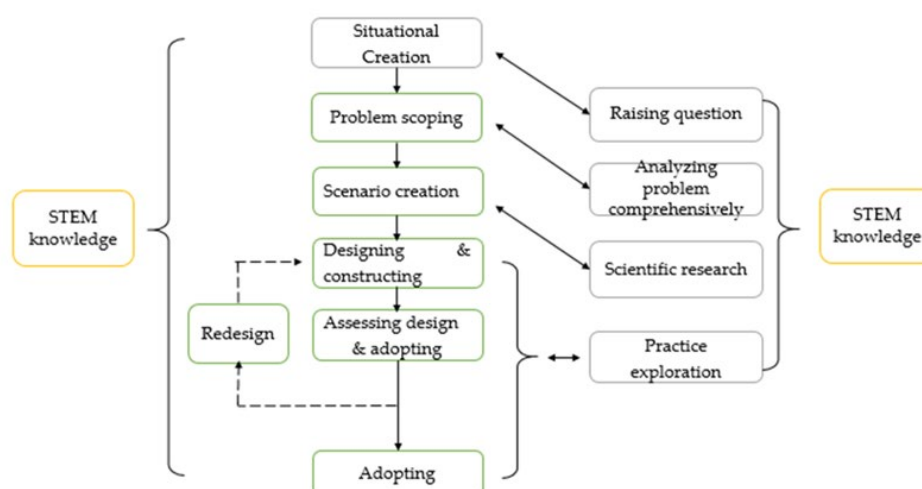 Situational
Creation
Problem scoping
Raising question
Analyzing
problem
comprehensively
Scenario creation
STEM
knowledge
STEM
knowledge
Designing &
constructing
Scientific research
Redesign
Assessing design
& adopting
Practice
exploration
Adopting